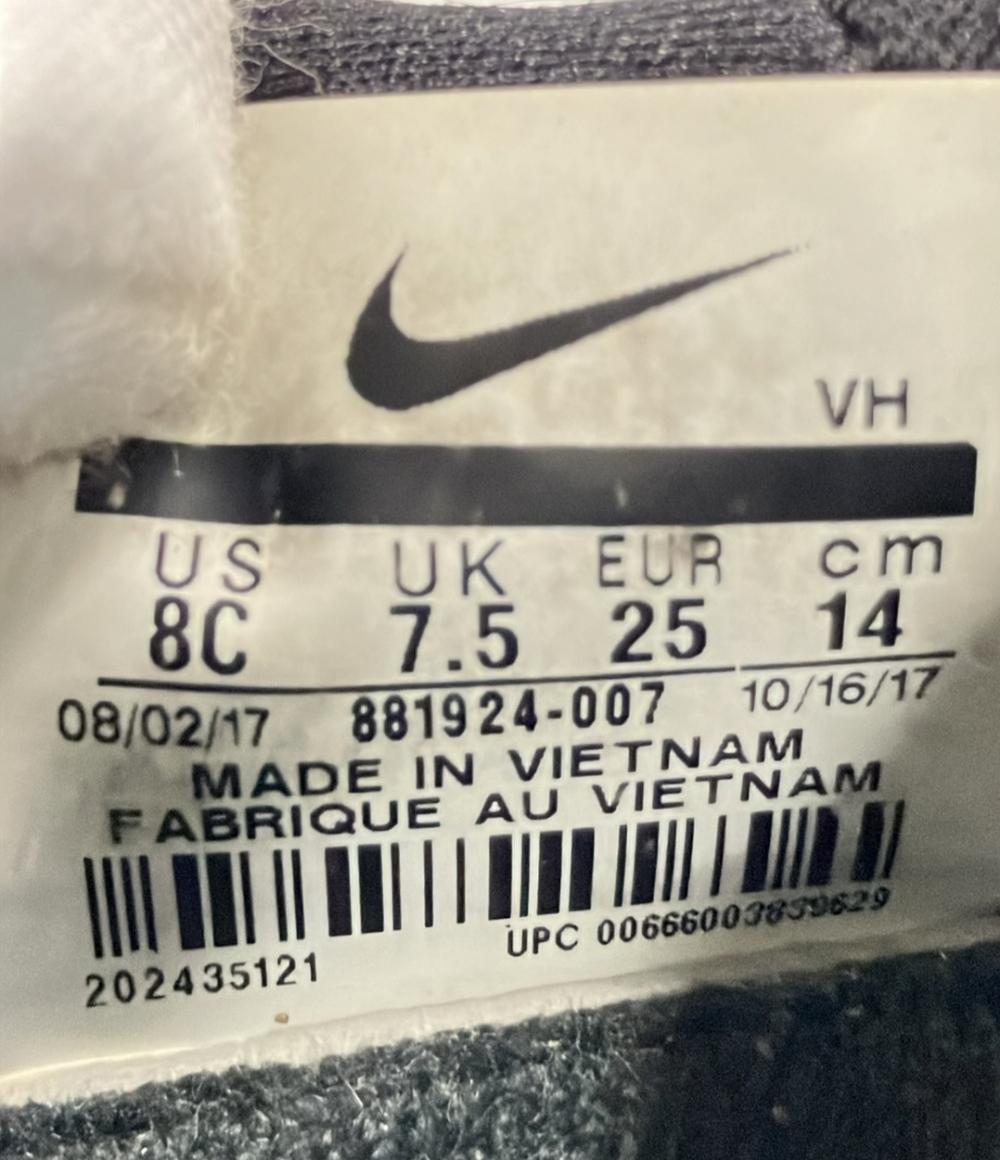 VH
US UK EUR cm
8C 7.5 25 14
08/02/17 881924-007 10/16/17
MADE IN VIETNAM
FABRIQUE AU VIETNAM
UPC 00666003839629
202435121